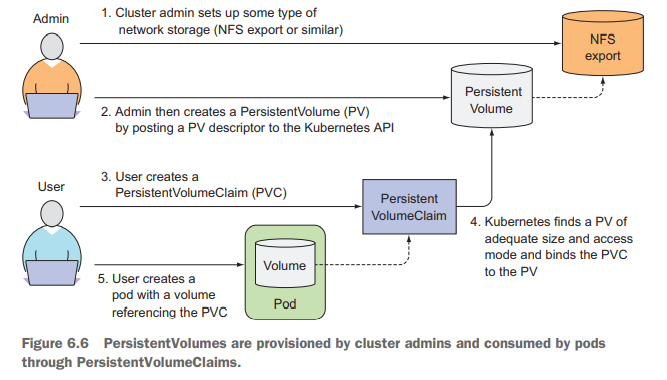 Admin
1. Cluster admin sets up some type of
network storage (NFS export or similar)
NFS
export
Persistent
Volume
2. Admin then creates a PersistentVolume (PV)
by posting a PV descriptor to the Kubernetes API
User
3. User creates a
PersistentVolumeClaim (PVC)
Persistent
VolumeClaim
4. Kubernetes finds a PV of
adequate size and access
mode and binds the PVC
to the PV
5. User creates a
pod with a volume
referencing the PVC
Volume
Pod
Figure 6.6 PersistentVolumes are provisioned by cluster admins and consumed by pods
through PersistentVolumeClaims.